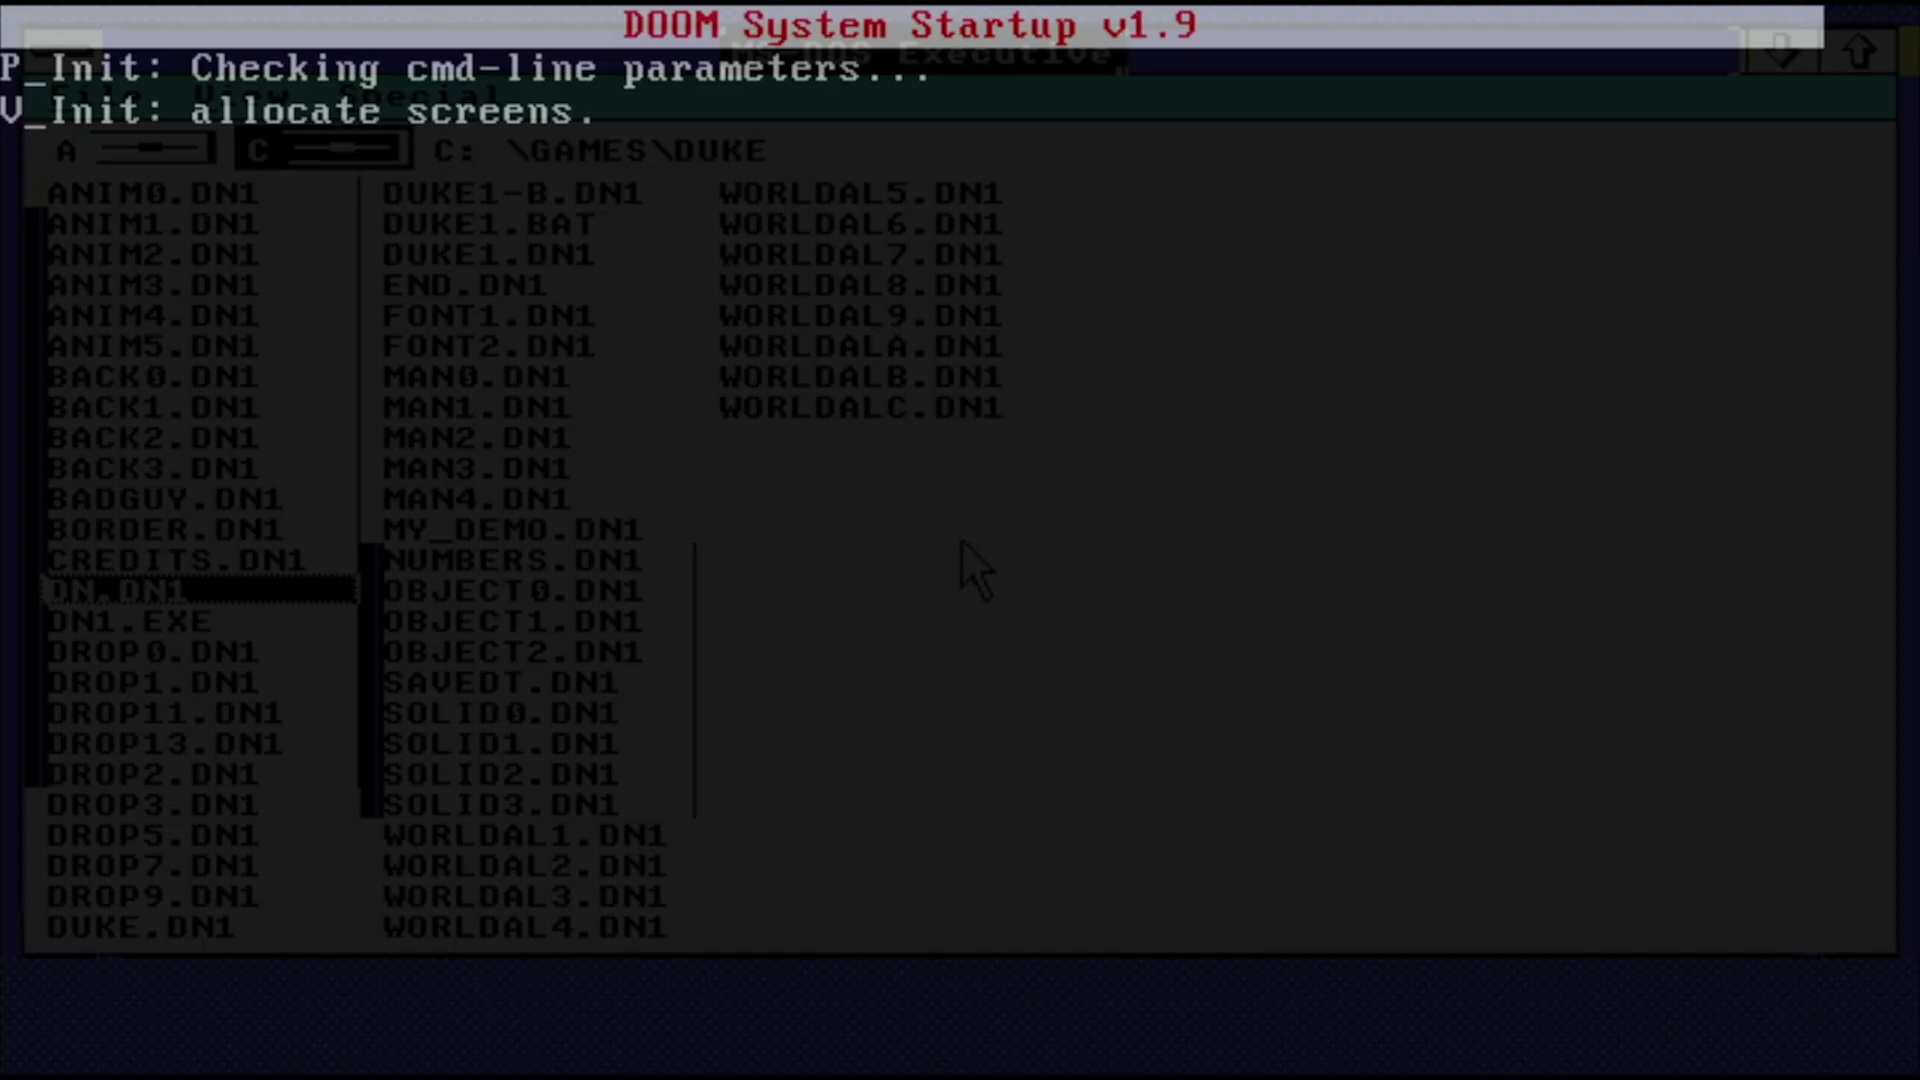 DOOM System Startup v1.9
MS-DOS Executive
P_Init: Checking cmd-line parameters...
File View Special
V_Init: allocate screens.
A C C: \GAMES\DUKE
ANIM0.DN1 DUKE1-B.DN1 WORLDAL5.DN1
ANIM1.DN1 DUKE1.BAT WORLDAL6.DN1
ANIM2.DN1 DUKE1.DN1 WORLDAL7.DN1
ANIM3.DN1 END.DN1 WORLDAL8.DN1
ANIM4.DN1 FONT1.DN1 WORLDAL9.DN1
ANIM5.DN1 FONT2.DN1 WORLDALA.DN1
BACK0.DN1 MAN0.DN1 WORLDALB.DN1
BACK1.DN1 MAN1.DN1 WORLDALC.DN1
BACK2.DN1 MAN2.DN1
BACK3.DN1 MAN3.DN1
BADGUY.DN1 MAN4.DN1
BORDER.DN1 MY_DEMO.DN1
CREDITS.DN1 NUMBERS.DN1
DN.DN1 OBJECT0.DN1
DN1.EXE OBJECT1.DN1
DROP0.DN1 OBJECT2.DN1
DROP1.DN1 SAVEDT.DN1
DROP11.DN1 SOLID0.DN1
DROP13.DN1 SOLID1.DN1
DROP2.DN1 SOLID2.DN1
DROP3.DN1 SOLID3.DN1
DROP5.DN1 WORLDAL1.DN1
DROP7.DN1 WORLDAL2.DN1
DROP9.DN1 WORLDAL3.DN1
DUKE.DN1 WORLDAL4.DN1